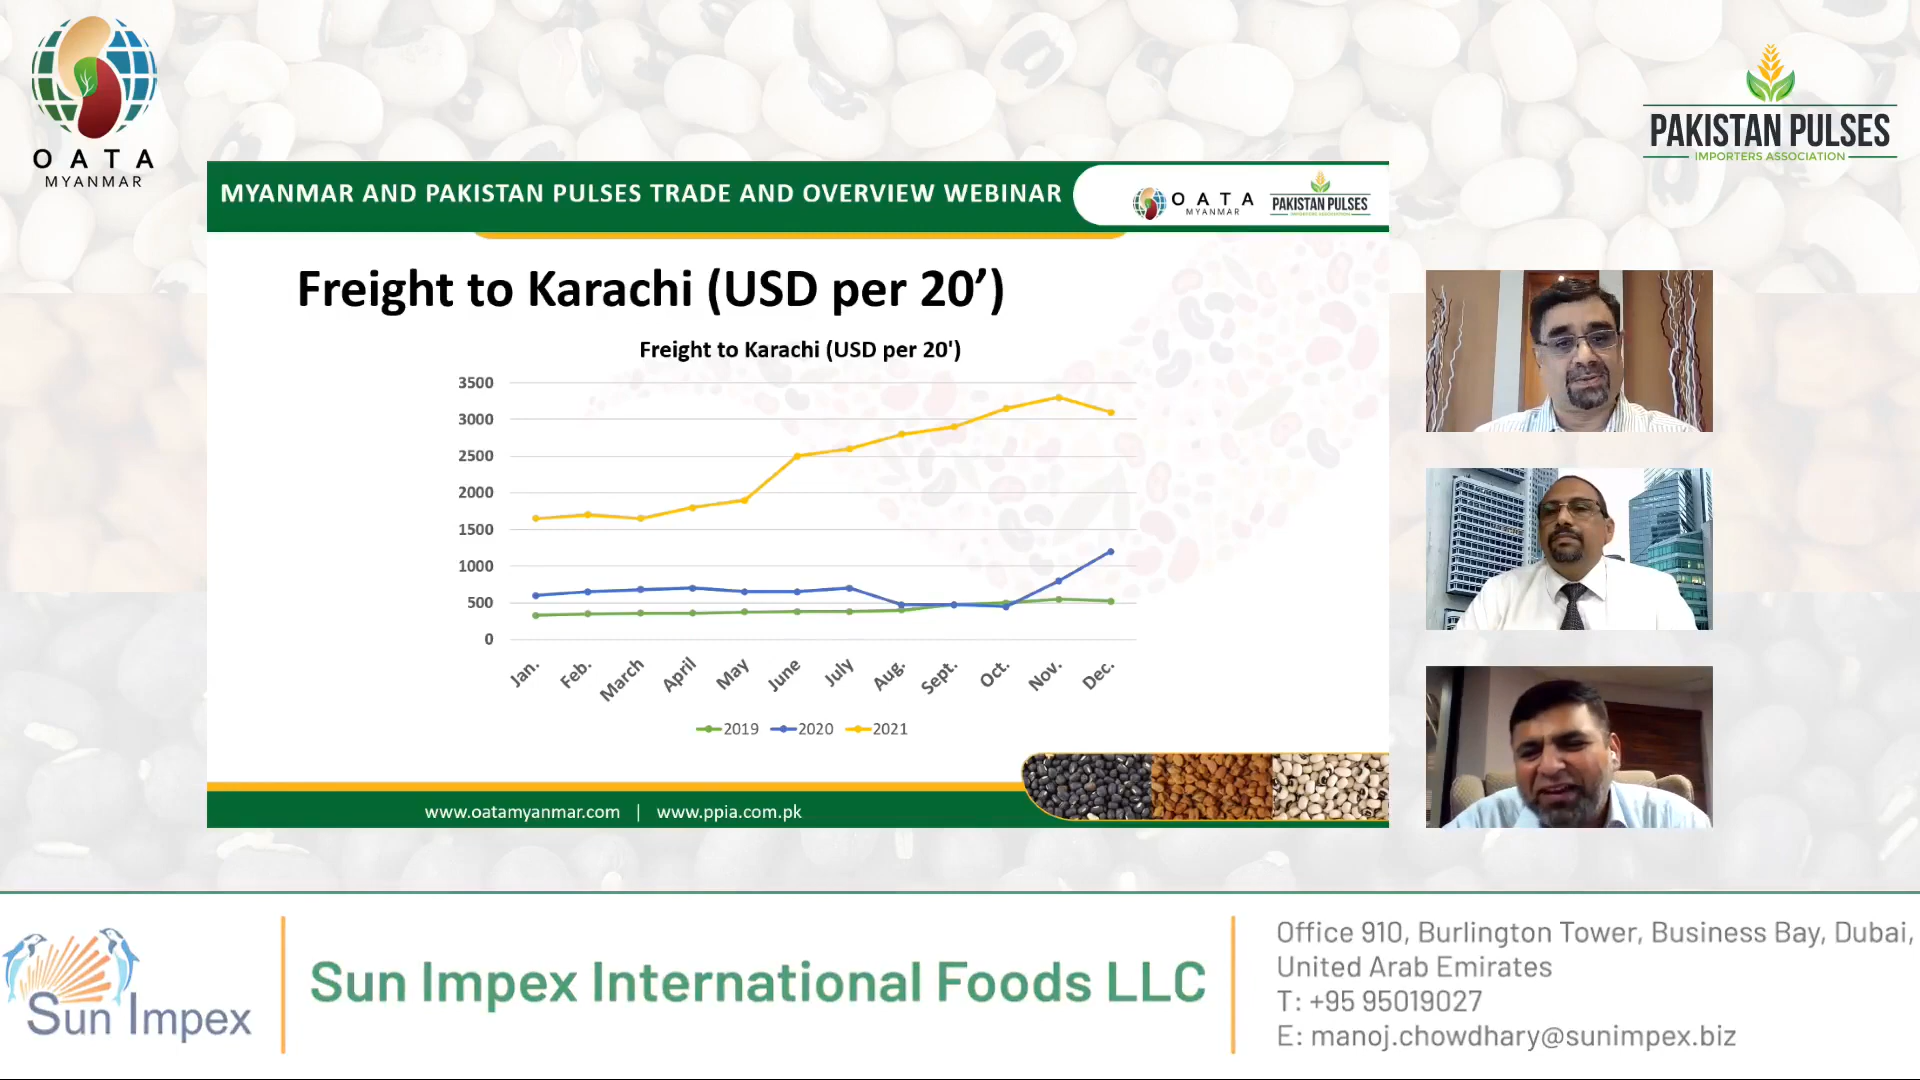 OATA
MYANMAR
PAKISTAN PULSES
IMPORTERS ASSOCIATION
MYANMAR AND PAKISTAN PULSES TRADE AND OVERVIEW WEBINAR
OATA
MYANMAR
PAKISTAN PULSES
IMPORTERS ASSOCIATION
Freight to Karachi (USD per 20’)
Freight to Karachi (USD per 20')
3500
3000
2500
2000
1500
1000
500
0
Jan.
Feb.
March
April
May
June
July
Aug.
Sept.
Oct.
Nov.
Dec.
2019 2020 2021
www.oatamyanmar.com | www.ppia.com.pk
Sun Impex
Sun Impex International Foods LLC
Office 910, Burlington Tower, Business Bay, Dubai,
United Arab Emirates
T: +95 95019027
E: manoj.chowdhary@sunimpex.biz